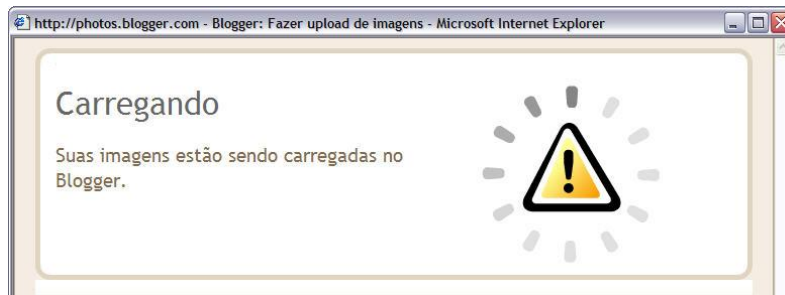 http://photos.blogger.com - Blogger: Fazer upload de imagens - Microsoft Internet Explorer
Carregando
Suas imagens estão sendo carregadas no
Blogger.
!